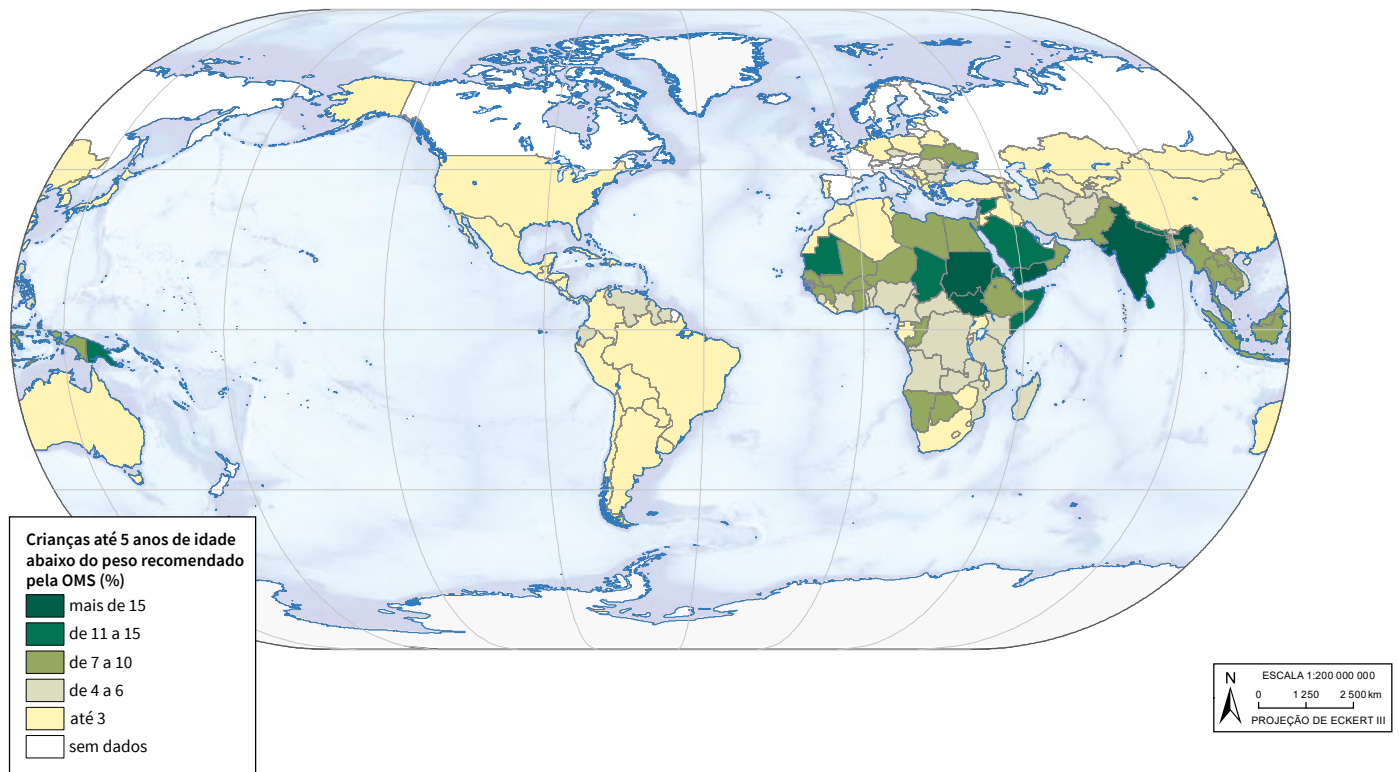 Crianças até 5 anos de idade
abaixo do peso recomendado
pela OMS (%)
mais de 15
de 11 a 15
de 7 a 10
de 4 a 6
até 3
sem dados
N
ESCALA 1:200 000 000
0 1 250 2 500 km
PROJEÇÃO DE ECKERT III